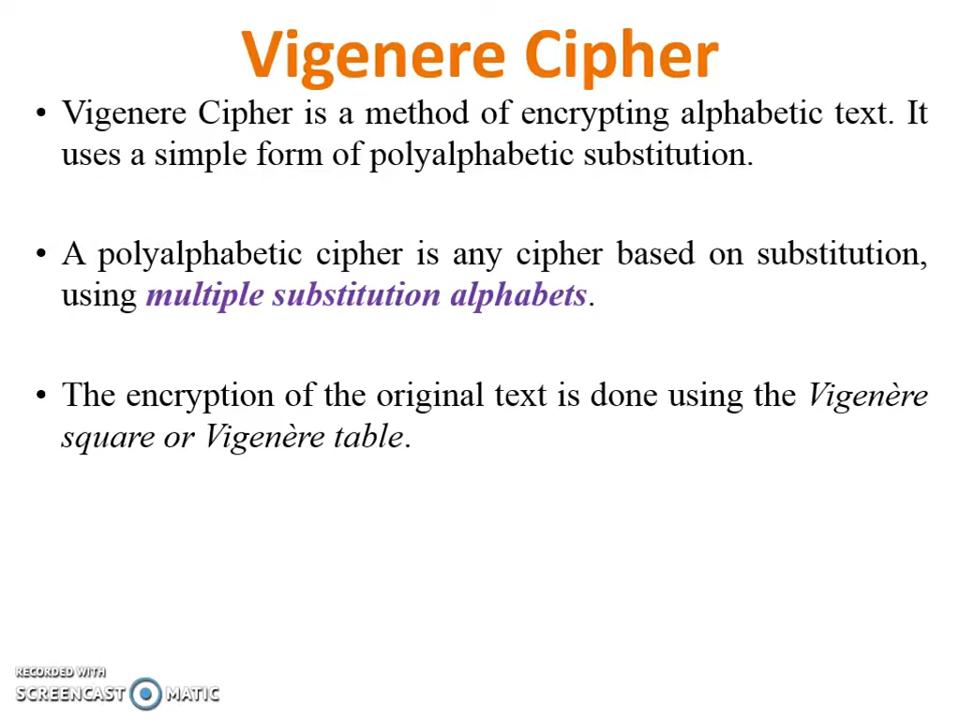 Vigenere Cipher
• Vigenere Cipher is a method of encrypting alphabetic text. It
uses a simple form of polyalphabetic substitution.
• A polyalphabetic cipher is any cipher based on substitution,
using multiple substitution alphabets.
• The encryption of the original text is done using the Vigenère
square or Vigenère table.
RECORDED WITH
SCREENCAST MATIC